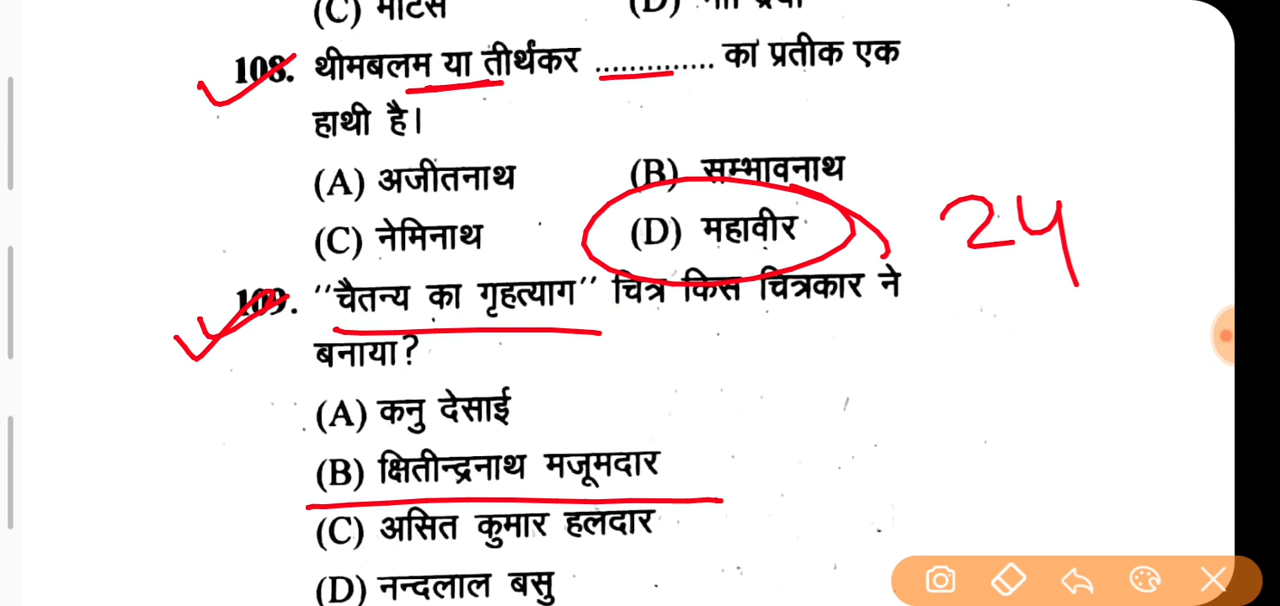 (C) माटिस
108. थीमबलम या तीर्थंकर .............. का प्रतीक एक
हाथी है।
(A) अजीतनाथ (B) सम्भावनाथ
(C) नेमिनाथ (D) महावीर 24
109. "चैतन्य का गृहत्याग" चित्र किस चित्रकार ने
बनाया?
(A) कनु देसाई
(B) क्षितीन्द्रनाथ मजूमदार
(C) असित कुमार हलदार
(D) नन्दलाल बसु